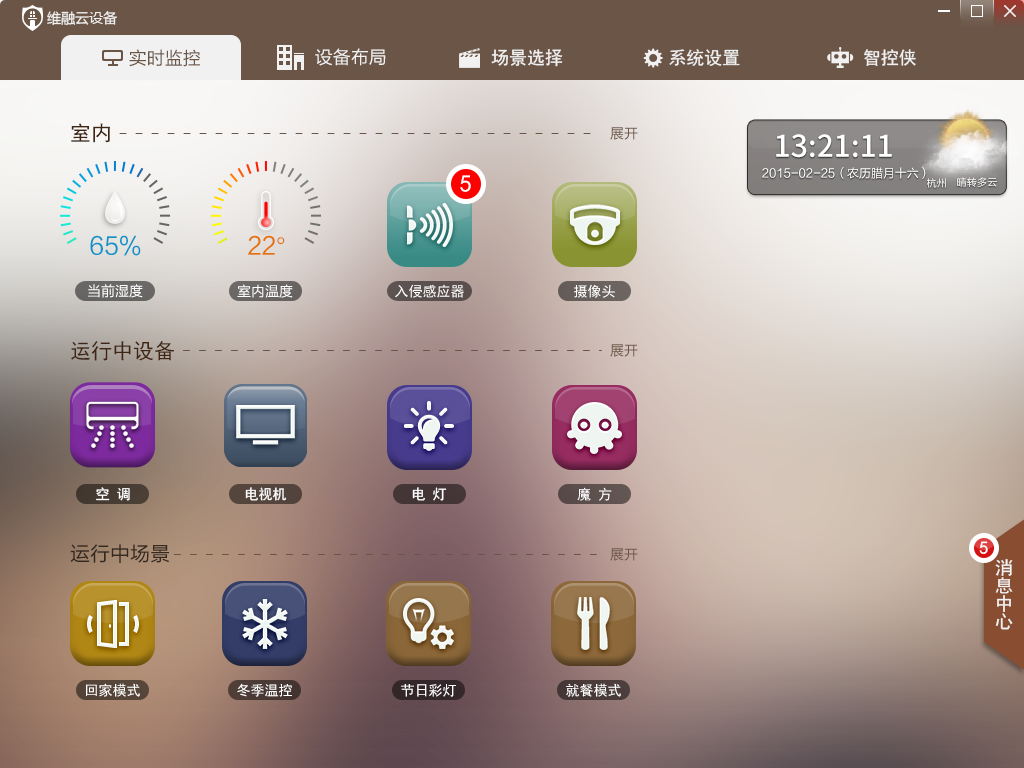 维融云设备
实时监控
设备布局
场景选择
系统设置
智控侠
室内
展开
13:21:11
2015-02-25（农历腊月十六）
杭州 晴转多云
65%
22°
5
当前湿度
室内温度
入侵感应器
摄像头
运行中设备
展开
空 调
电视机
电 灯
魔 方
运行中场景
展开
5
消息中心
回家模式
冬季温控
节日彩灯
就餐模式